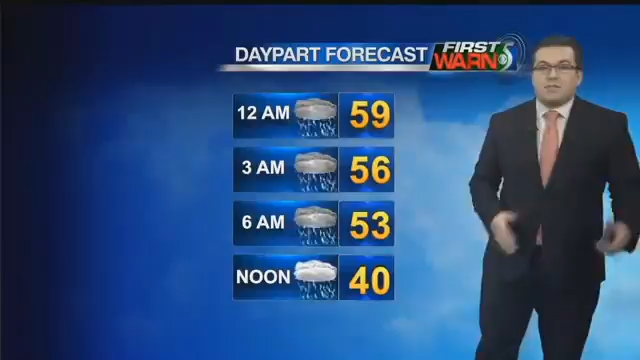 DAYPART FORECAST
FIRST
WARN 5
12 AM 59
3 AM 56
6 AM 53
NOON 40